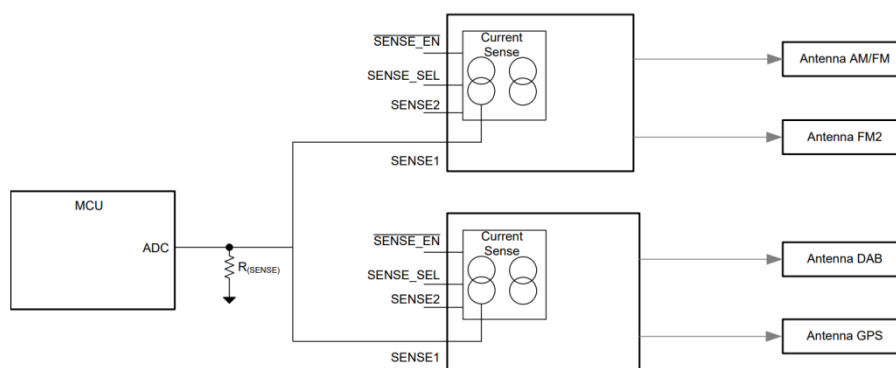 SENSE_EN
Current
Sense
SENSE_SEL
SENSE2
SENSE1
Antenna AM/FM
Antenna FM2
MCU
ADC
R(SENSE)
SENSE_EN
Current
Sense
SENSE_SEL
SENSE2
SENSE1
Antenna DAB
Antenna GPS